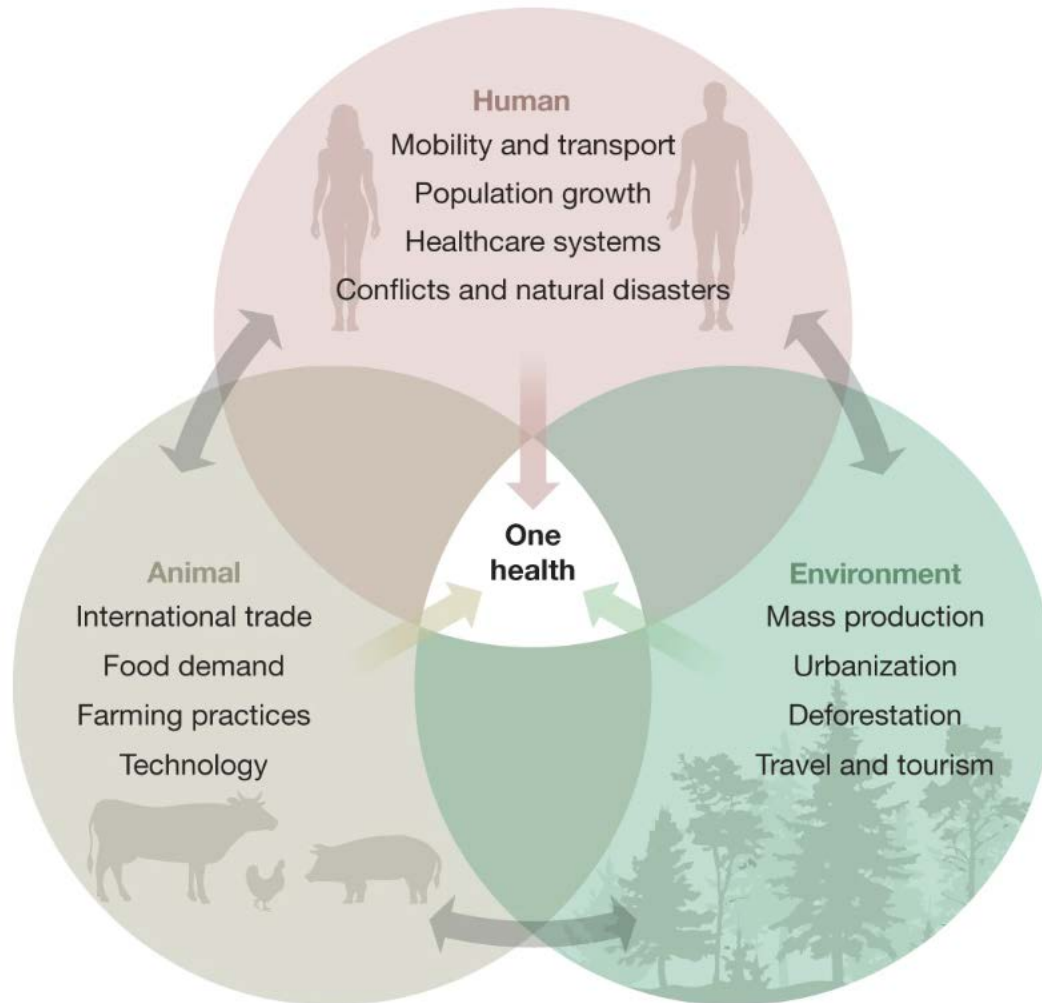 Human
Mobility and transport
Population growth
Healthcare systems
Conflicts and natural disasters
One
health
Animal
International trade
Food demand
Farming practices
Technology
Environment
Mass production
Urbanization
Deforestation
Travel and tourism